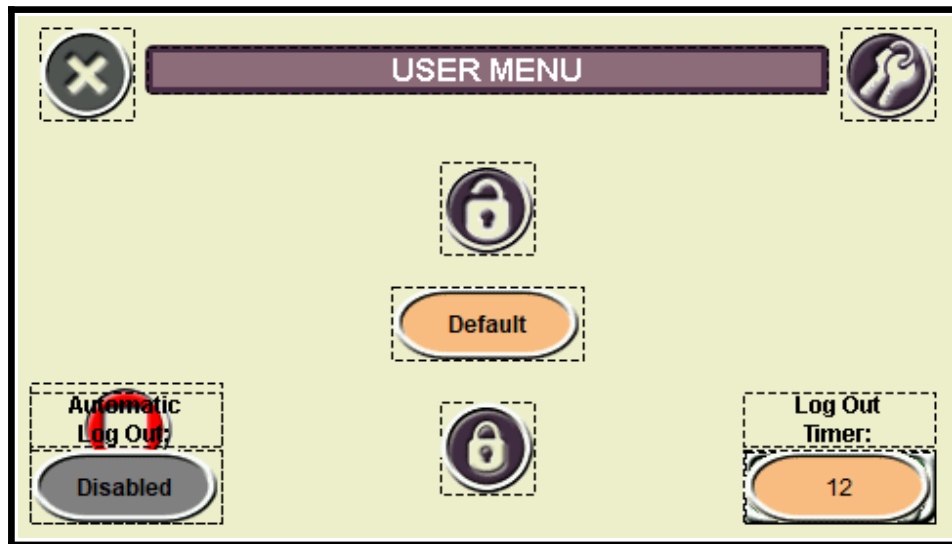 USER MENU
Default
Automatic
Log Out:
Disabled
Log Out
Timer:
12